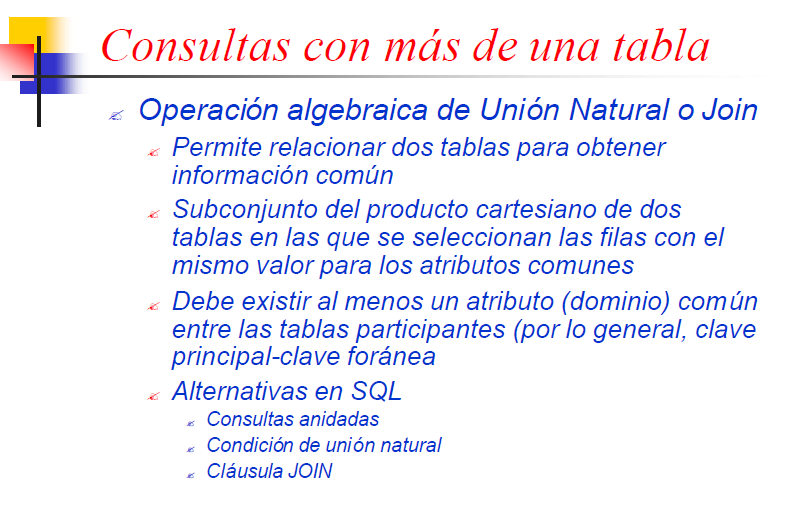 Consultas con más de una tabla
Operación algebraica de Unión Natural o Join
Permite relacionar dos tablas para obtener
información común
Subconjunto del producto cartesiano de dos
tablas en las que se seleccionan las filas con el
mismo valor para los atributos comunes
Debe existir al menos un atributo (dominio) común
entre las tablas participantes (por lo general, clave
principal-clave foránea
Alternativas en SQL
Consultas anidadas
Condición de unión natural
Cláusula JOIN